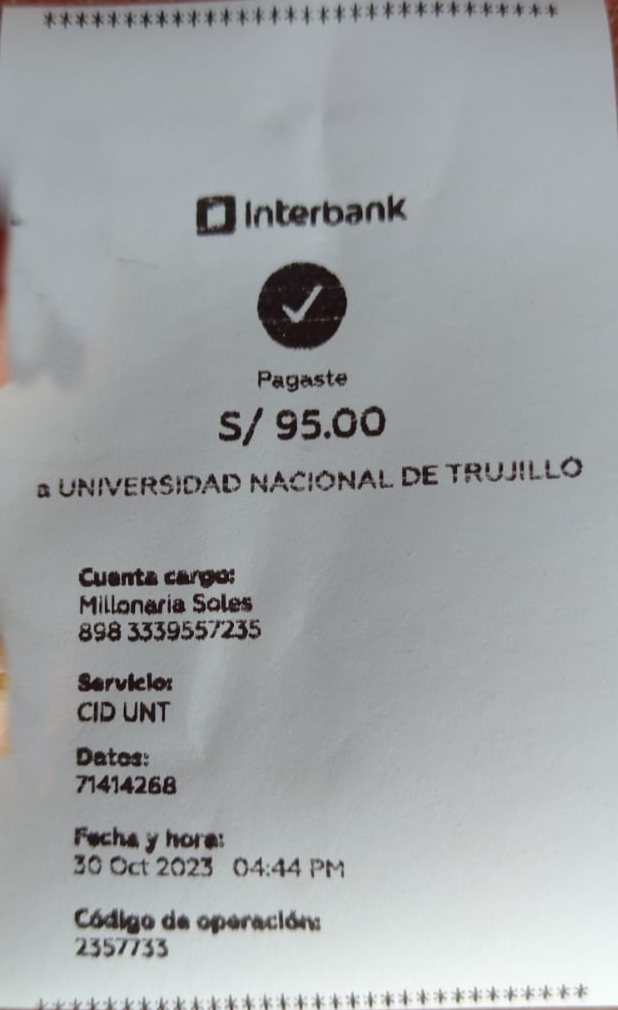 ***********************************
Interbank
Pagaste
S/ 95.00
a UNIVERSIDAD NACIONAL DE TRUJILLO
Cuenta cargo:
Millonaria Soles
898 3339557235
Servicio:
CID UNT
Datos:
71414268
Fecha y hora:
30 Oct 2023 04:44 PM
Código de operación:
2357733
***********************************